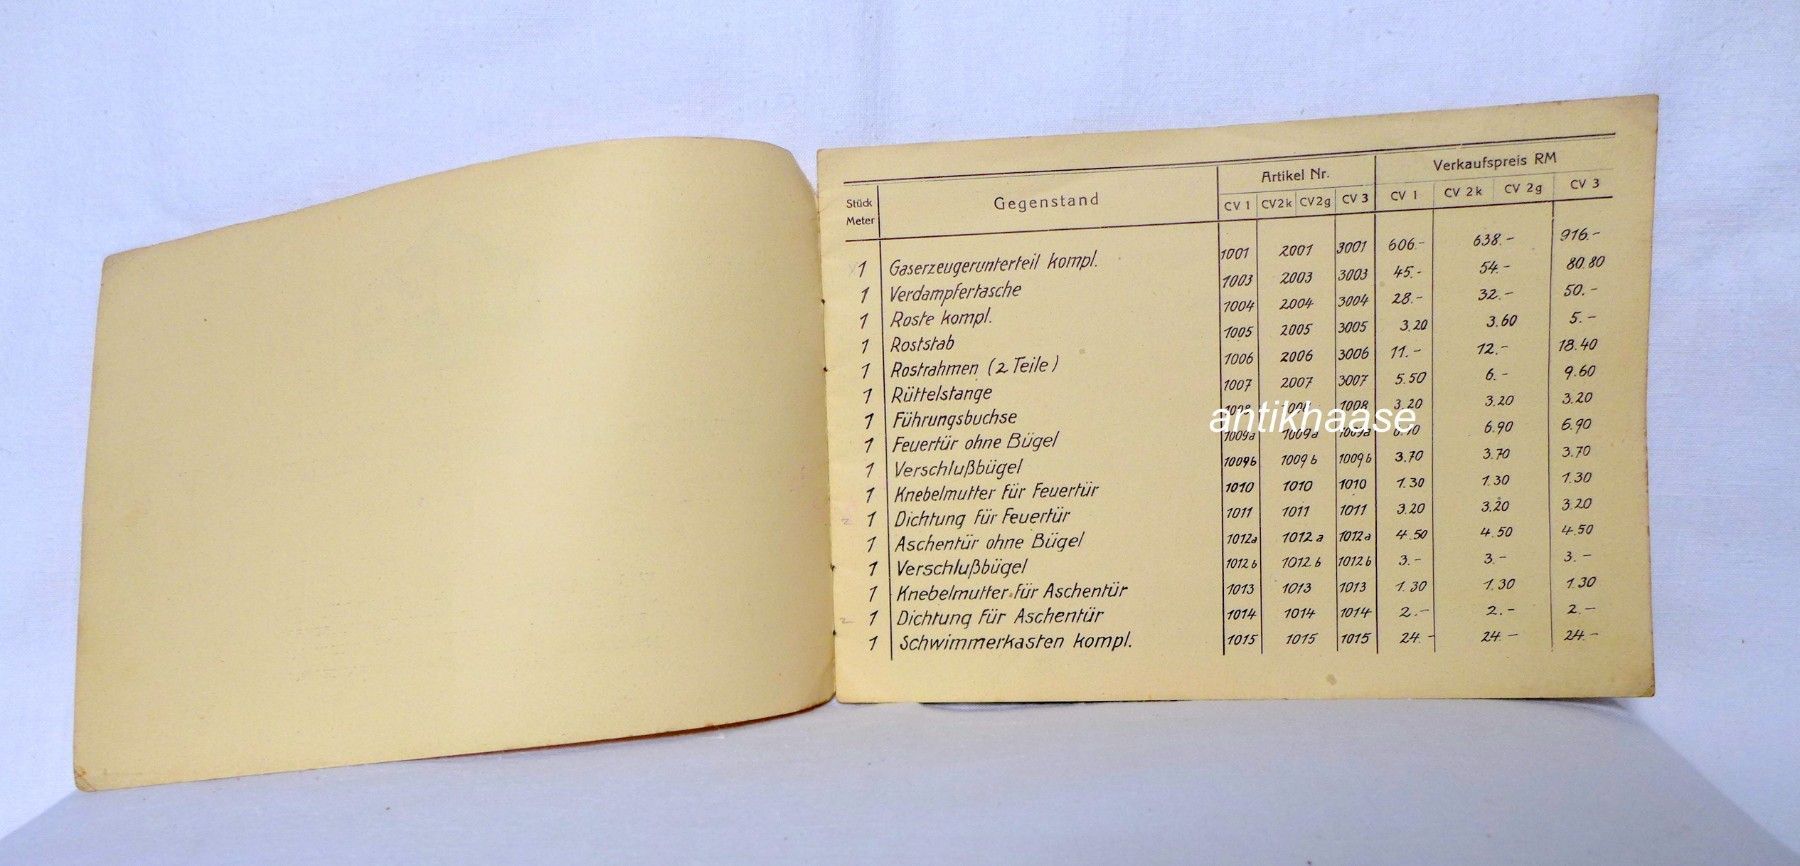 Stück Meter Gegenstand Artikel Nr. Verkaufspreis RM
CV 1 CV2k CV2g CV 3 CV 1 CV 2k CV 2g CV 3
1 Gaserzeugerunterteil kompl. 1001 2001 3001 606.- 638.- 916.-
1 Verdampfertasche 1003 2003 3003 45.- 54.- 80.80
1 Roste kompl. 1004 2004 3004 28.- 32.- 50.-
1 Roststab 1005 2005 3005 3.20 3.60 5.-
1 Rostrahmen (2 Teile) 1006 2006 3006 11.- 12.- 18.40
1 Rüttelstange 1007 2007 3007 5.50 6.- 9.60
1 Führungsbuchse 1008 1008 1008 3.20 3.20 3.20
1 Feuertür ohne Bügel 1009a 1009a 1009a 6.90 6.90
1 Verschlußbügel 1009b 1009b 1009b 3.70 3.70 3.70
1 Knebelmutter für Feuertür 1010 1010 1010 1.30 1.30 1.30
1 Dichtung für Feuertür 1011 1011 1011 3.20 3.20 3.20
1 Aschentür ohne Bügel 1012a 1012a 1012a 4.50 4.50 4.50
1 Verschlußbügel 1012b 1012b 1012b 3.- 3.- 3.-
1 Knebelmutter für Aschentür 1013 1013 1013 1.30 1.30 1.30
1 Dichtung für Aschentür 1014 1014 1014 2.- 2.- 2.-
1 Schwimmerkasten kompl. 1015 1015 1015 24.- 24.- 24.-
antikhaase